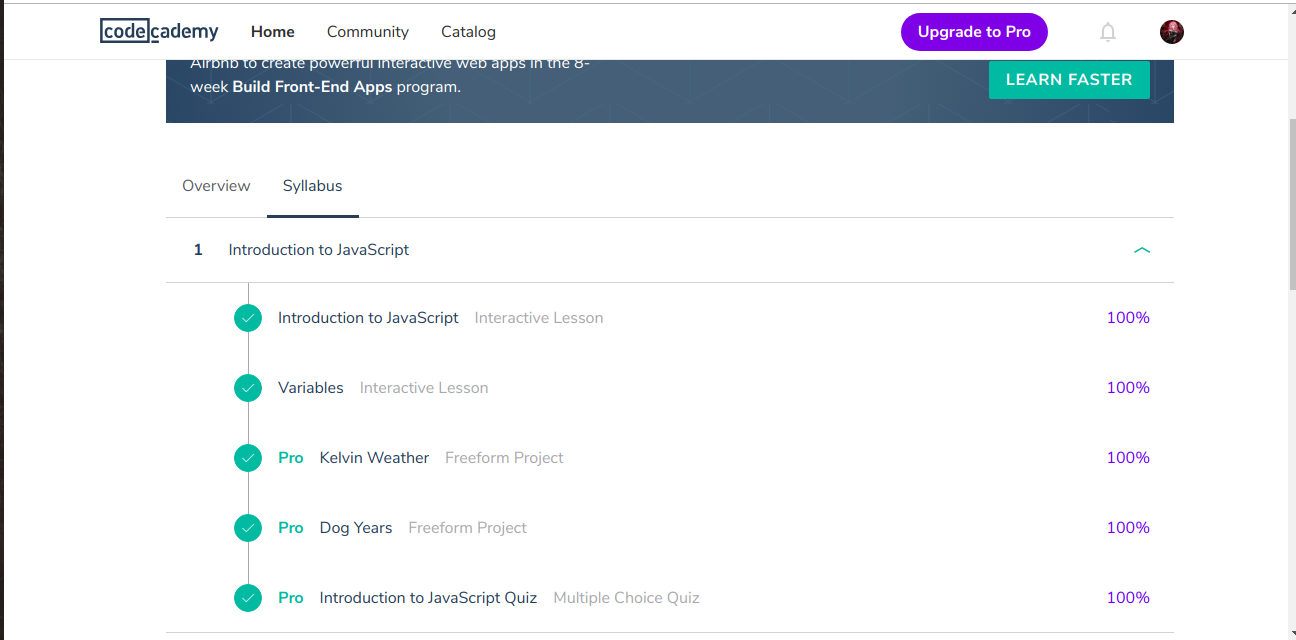 codecademy Home Community Catalog Upgrade to Pro
Airbnb to create powerful interactive web apps in the 8-
week Build Front-End Apps program.
LEARN FASTER
Overview Syllabus
1 Introduction to JavaScript
Introduction to JavaScript Interactive Lesson 100%
Variables Interactive Lesson 100%
Pro Kelvin Weather Freeform Project 100%
Pro Dog Years Freeform Project 100%
Pro Introduction to JavaScript Quiz Multiple Choice Quiz 100%